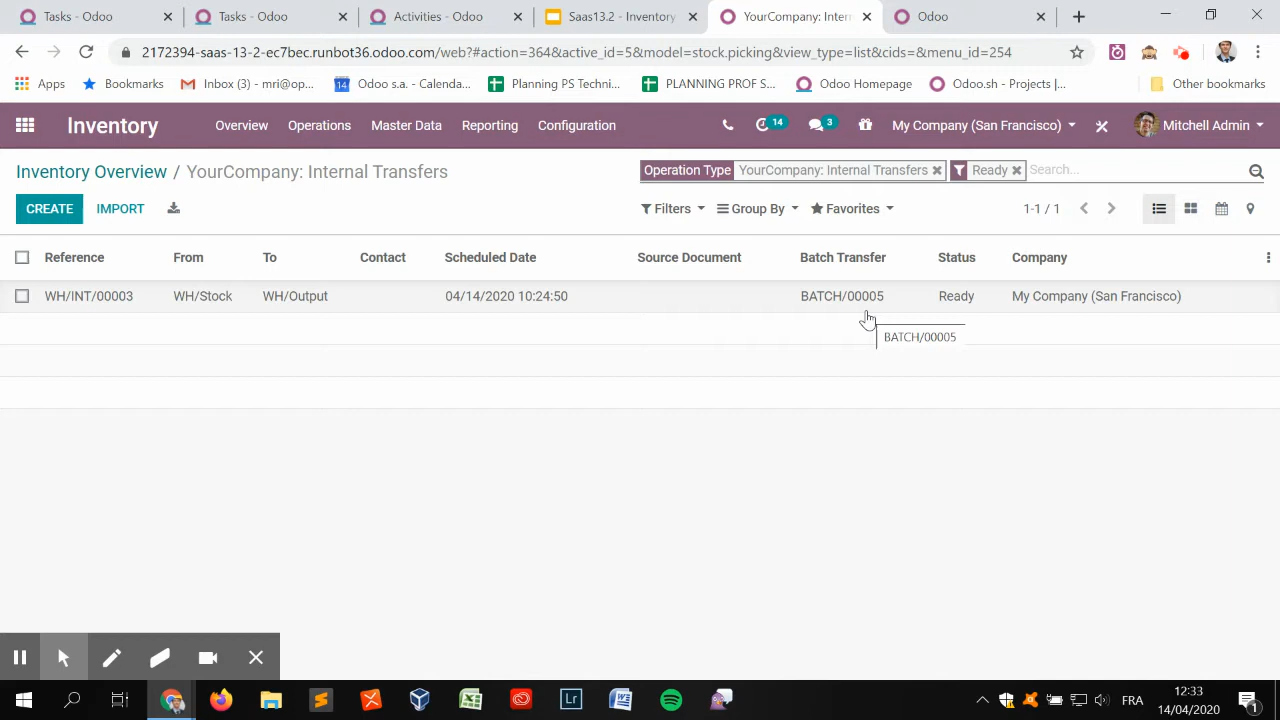 Tasks - Odoo
Tasks - Odoo
Activities - Odoo
Saas13.2 - Inventory
YourCompany: Intern
Odoo
2172394-saas-13-2-ec7bec.runbot36.odoo.com/web?#action=364&active_id=5&model=stock.picking&view_type=list&cids=&menu_id=254
Apps
Bookmarks
Inbox (3) - mri@op...
Odoo s.a. - Calenda...
Planning PS Techni...
PLANNING PROF S...
Odoo Homepage
Odoo.sh - Projects |...
Other bookmarks
Inventory
Overview
Operations
Master Data
Reporting
Configuration
14
3
My Company (San Francisco)
Mitchell Admin
Inventory Overview / YourCompany: Internal Transfers
Operation Type YourCompany: Internal Transfers
Ready
Search...
CREATE
IMPORT
Filters
Group By
Favorites
1-1 / 1
Reference From To Contact Scheduled Date Source Document Batch Transfer Status Company
WH/INT/00003 WH/Stock WH/Output 04/14/2020 10:24:50 BATCH/00005 Ready My Company (San Francisco)
BATCH/00005
FRA
12:33
14/04/2020
1